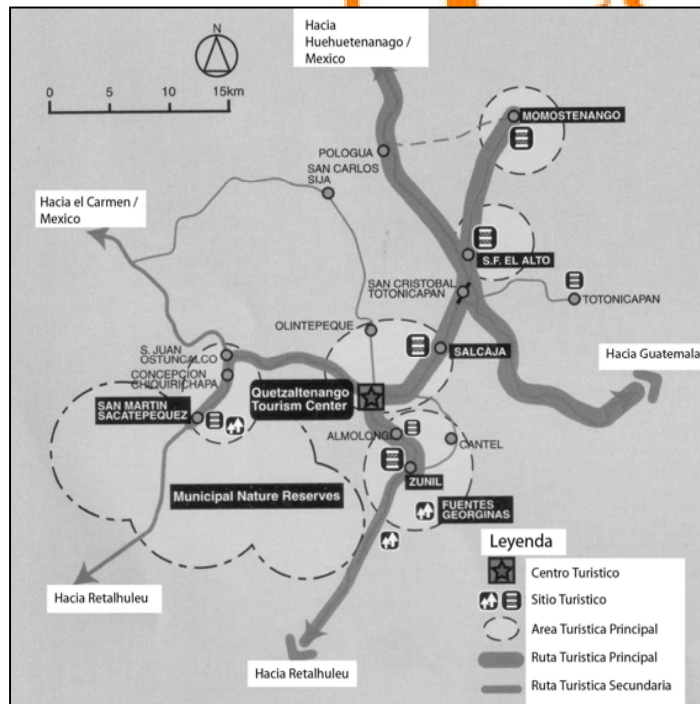 Hacia
Huehuetenanago /
Mexico
N
0 5 10 15km
MOMOSTENANGO
POLOGUA
SAN CARLOS
SIJA
Hacia el Carmen /
Mexico
S.F. EL ALTO
SAN CRISTOBAL
TOTONICAPAN
TOTONICAPAN
OLINTEPEQUE
SALCAJA
Hacia Guatemala
S. JUAN
OSTUNCALCO
CONCEPCION
CHIQUIRICHAPA
Quetzaltenango
Tourism Center
SAN MARTIN
SACATEPEQUEZ
ALMOLONG
CANTEL
ZUNIL
Municipal Nature Reserves
FUENTES
GEORGINAS
Leyenda
Centro Turistico
Sitio Turistico
Area Turistica Principal
Ruta Turistica Principal
Ruta Turistica Secundaria
Hacia Retalhuleu
Hacia Retalhuleu